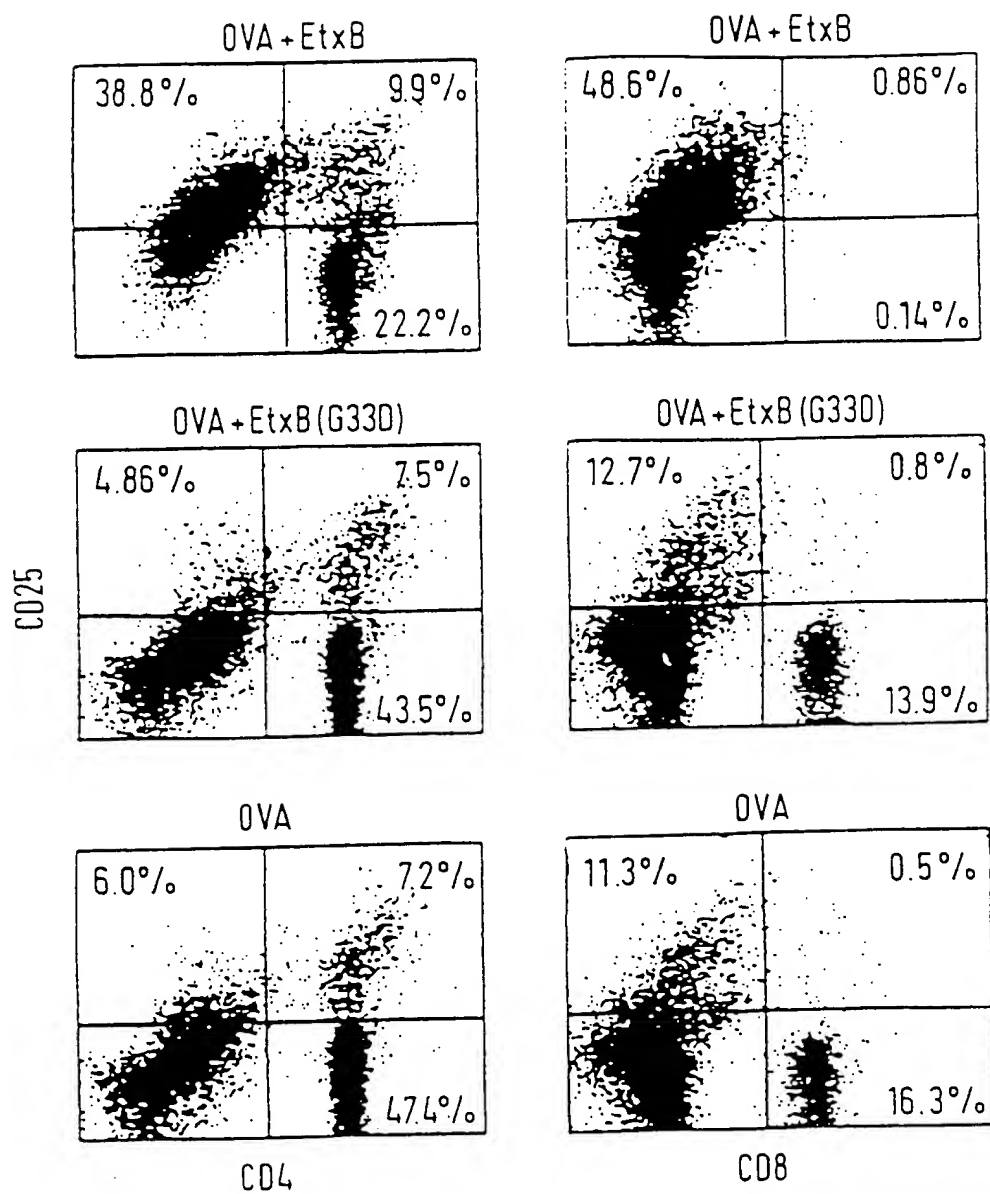 OVA + EtxB
38.8%
9.9%
22.2%
OVA + EtxB
48.6%
0.86%
0.14%
OVA + EtxB (G33D)
4.86%
7.5%
43.5%
OVA + EtxB (G33D)
12.7%
0.8%
13.9%
CD25
OVA
6.0%
7.2%
47.4%
OVA
11.3%
0.5%
16.3%
CD4
CD8